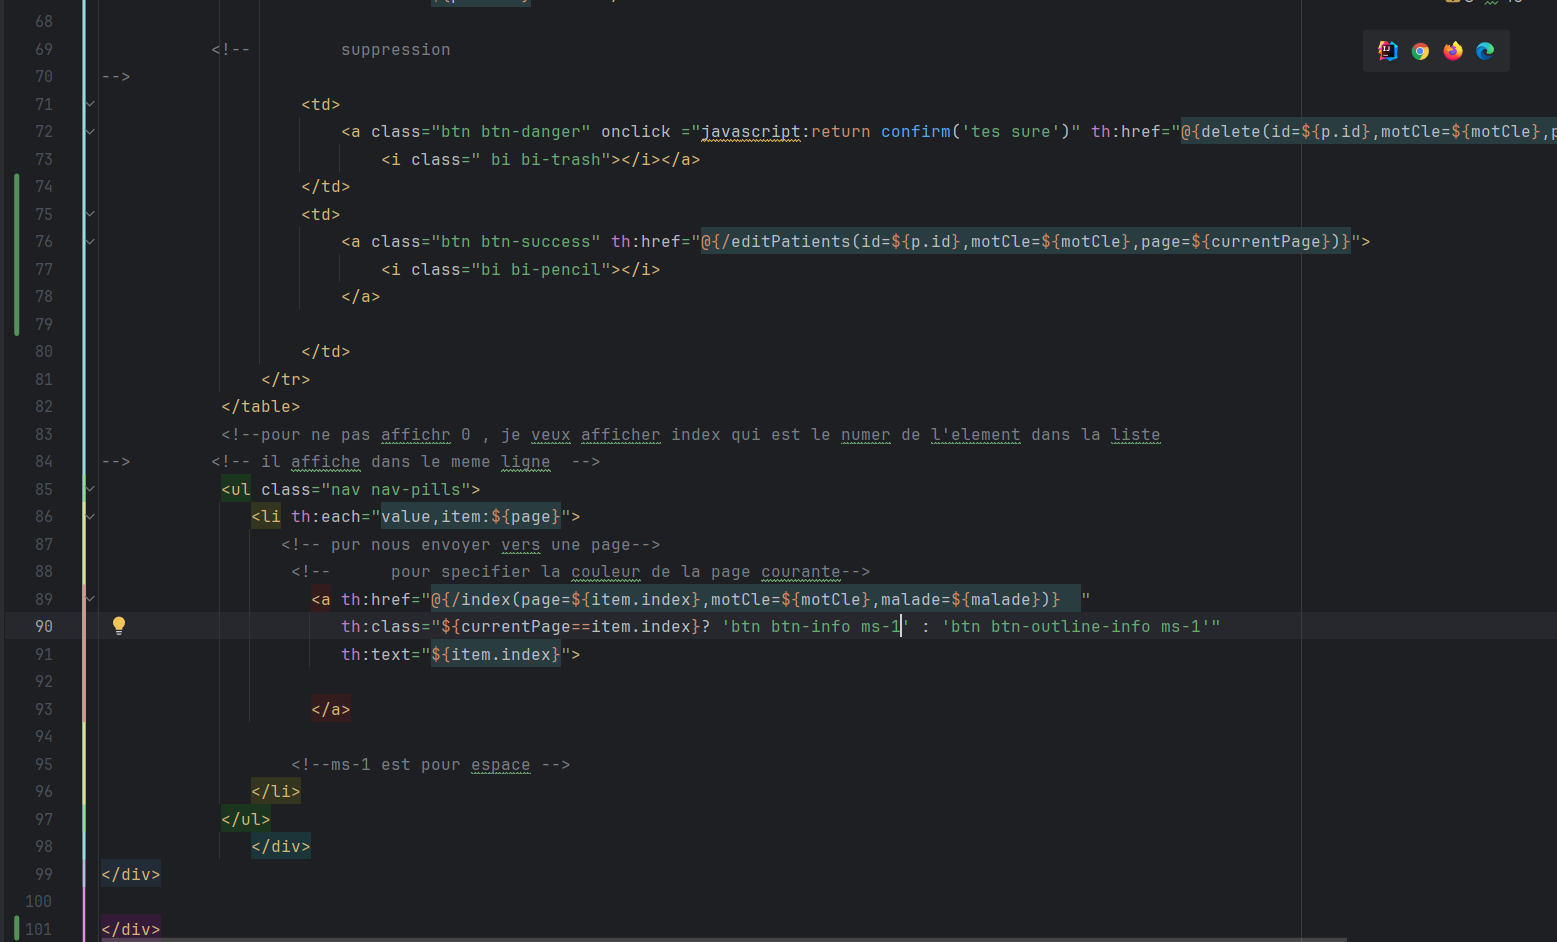 68
69 <!-- suppression
70 -->
71 <td>
72 <a class="btn btn-danger" onclick ="javascript:return confirm('tes sure')" th:href="@{delete(id=${p.id},motCle=${motCle},p
73 <i class=" bi bi-trash"></i></a>
74 </td>
75 <td>
76 <a class="btn btn-success" th:href="@{/editPatients(id=${p.id},motCle=${motCle},page=${currentPage})}">
77 <i class="bi bi-pencil"></i>
78 </a>
79
80 </td>
81 </tr>
82 </table>
83 <!--pour ne pas affichr 0 , je veux afficher index qui est le numer de l'element dans la liste
84 --> <!-- il affiche dans le meme ligne -->
85 <ul class="nav nav-pills">
86 <li th:each="value,item:${page}">
87 <!-- pur nous envoyer vers une page-->
88 <!-- pour specifier la couleur de la page courante-->
89 <a th:href="@{/index(page=${item.index},motCle=${motCle},malade=${malade})} "
90 th:class="${currentPage==item.index}? 'btn btn-info ms-1' : 'btn btn-outline-info ms-1'"
91 th:text="${item.index}">
92
93 </a>
94
95 <!--ms-1 est pour espace -->
96 </li>
97 </ul>
98 </div>
99 </div>
100
101 </div>